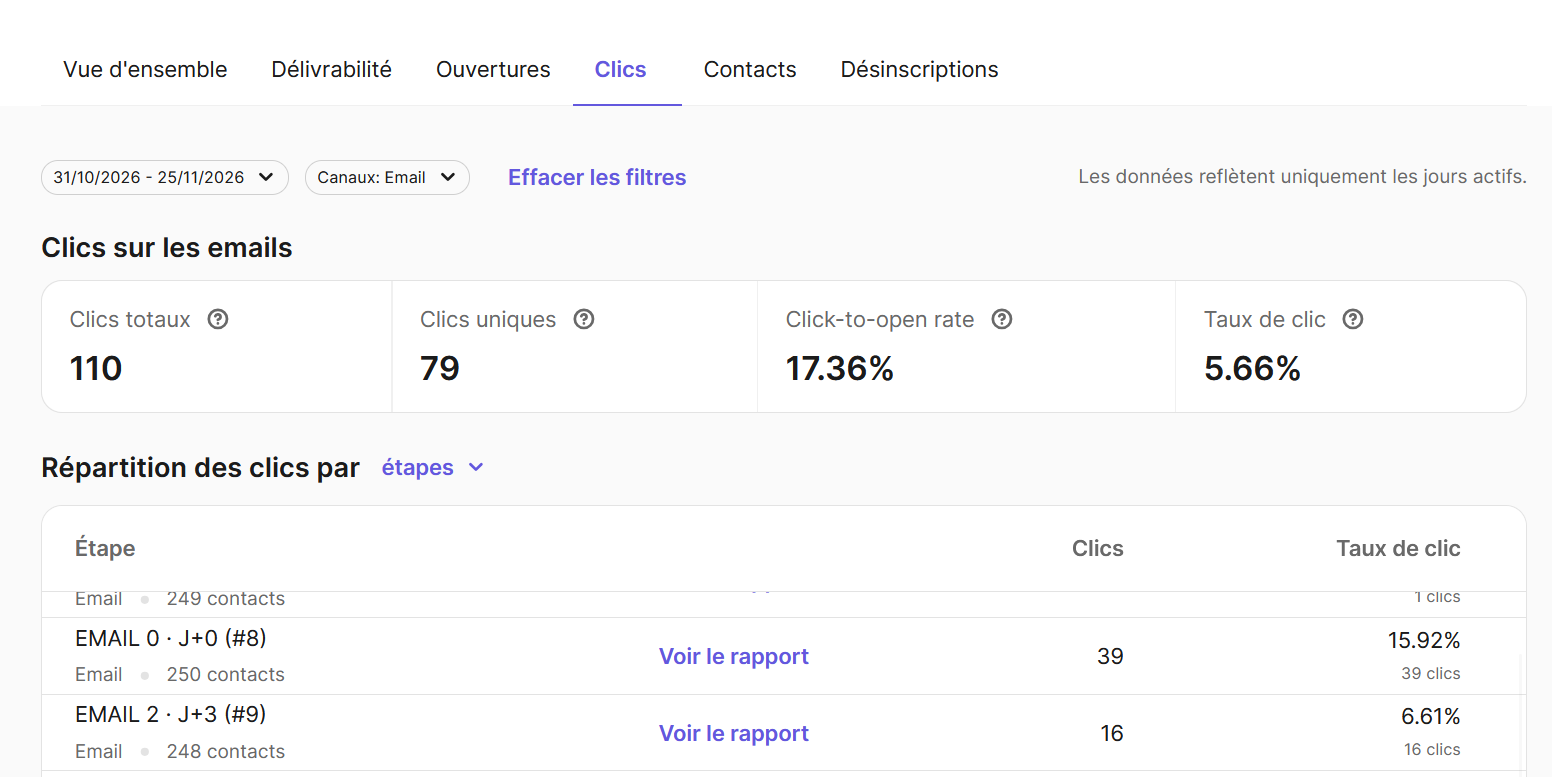 Vue d'ensemble Délivrabilité Ouvertures Clics Contacts Désinscriptions
31/10/2026 - 25/11/2026 Canaux: Email Effacer les filtres Les données reflètent uniquement les jours actifs.
Clics sur les emails
Clics totaux Clics uniques Click-to-open rate Taux de clic
110 79 17.36% 5.66%
Répartition des clics par étapes
Étape Clics Taux de clic
Email 249 contacts 1 clics
EMAIL 0 · J+0 (#8) Voir le rapport 39 15.92%
Email 250 contacts 39 clics
EMAIL 2 · J+3 (#9) Voir le rapport 16 6.61%
Email 248 contacts 16 clics